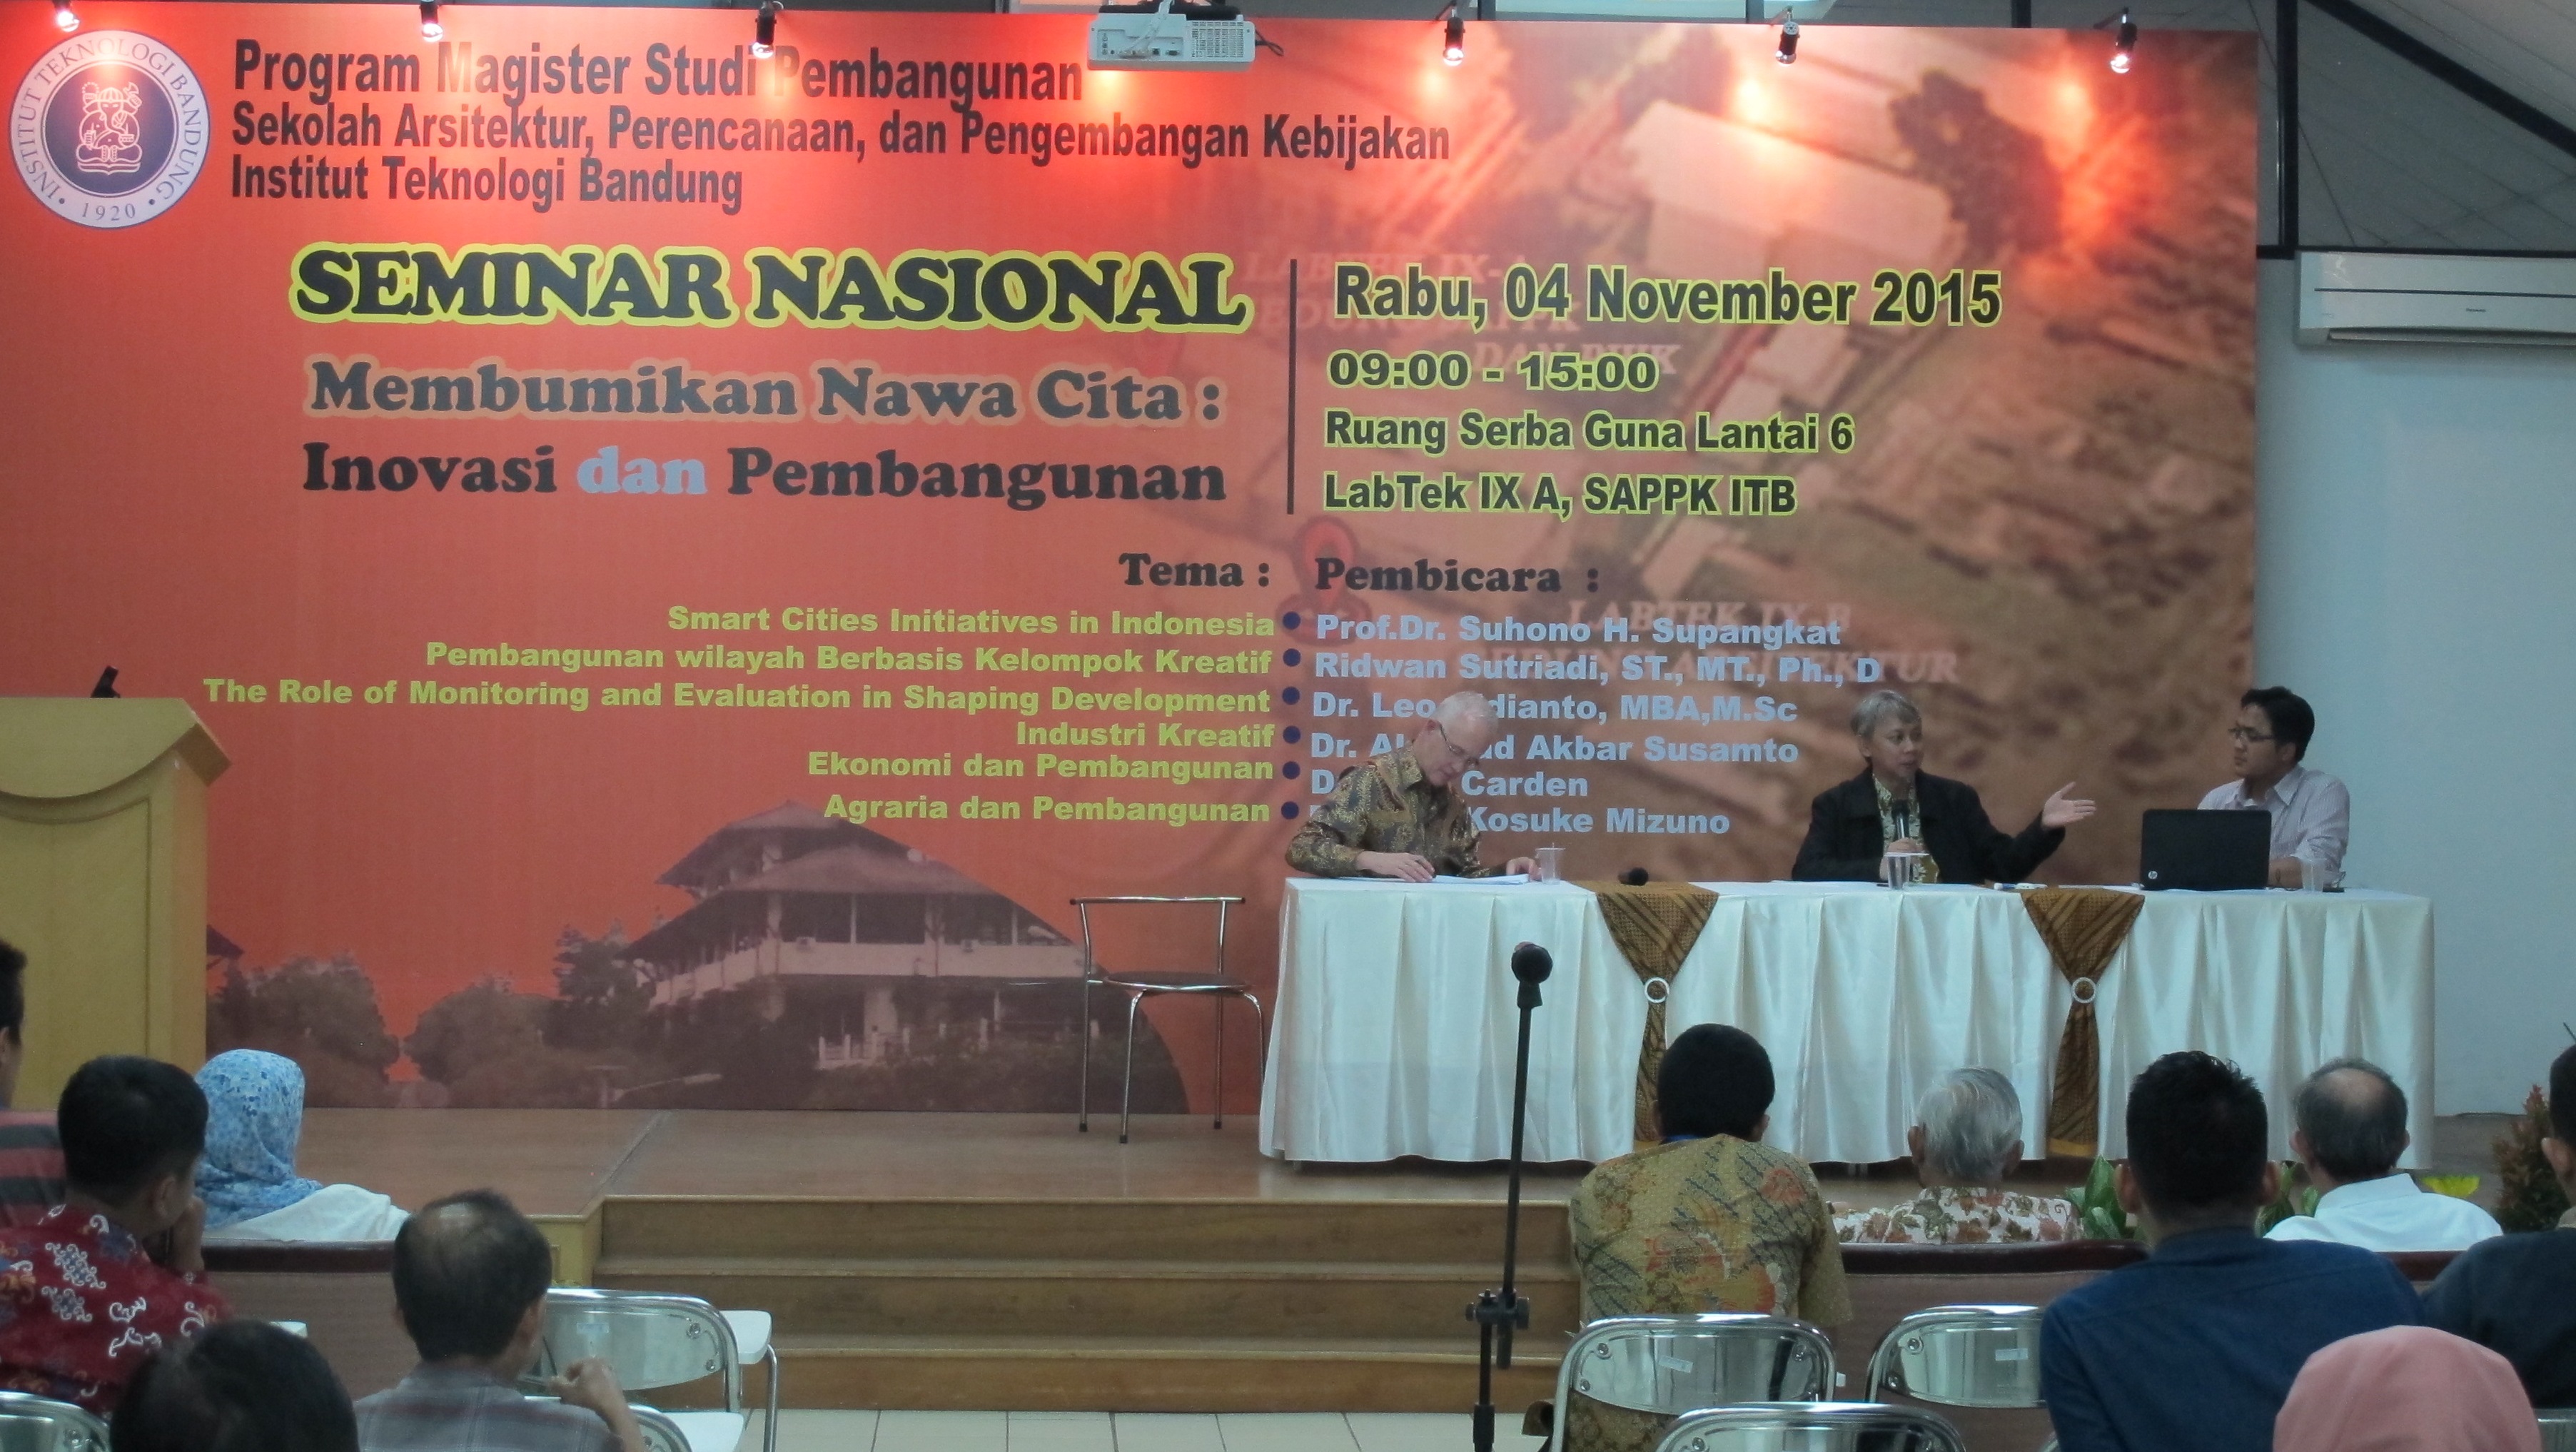 INSTITUT TEKNOLOGI BANDUNG
1920
Program Magister Studi Pembangunan
Sekolah Arsitektur, Perencanaan, dan Pengembangan Kebijakan
Institut Teknologi Bandung
SEMINAR NASIONAL
Membumikan Nawa Cita :
Inovasi dan Pembangunan
Rabu, 04 November 2015
09:00 - 15:00
Ruang Serba Guna Lantai 6
LabTek IX A, SAPPK ITB
Tema :
Smart Cities Initiatives in Indonesia
Pembangunan wilayah Berbasis Kelompok Kreatif
The Role of Monitoring and Evaluation in Shaping Development
Industri Kreatif
Ekonomi dan Pembangunan
Agraria dan Pembangunan
Pembicara :
Prof.Dr. Suhono H. Supangkat
Ridwan Sutriadi, ST., MT., Ph., D
Dr. MBA,M.Sc
Dr. Akbar Susamto
Carden
Kosuke Mizuno
LABTEK IX-B